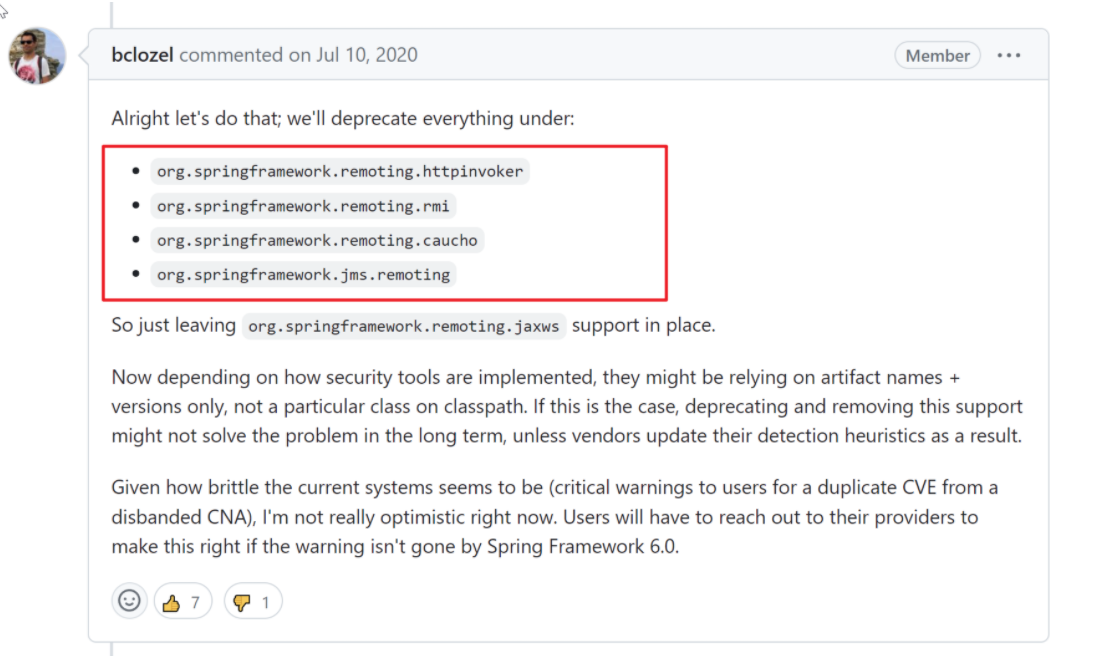 bclozel commented on Jul 10, 2020
Member
Alright let's do that; we'll deprecate everything under:
org.springframework.remoting.httpinvoker
org.springframework.remoting.rmi
org.springframework.remoting.caucho
org.springframework.jms.remoting
So just leaving org.springframework.remoting.jaxws support in place.
Now depending on how security tools are implemented, they might be relying on artifact names +
versions only, not a particular class on classpath. If this is the case, deprecating and removing this support
might not solve the problem in the long term, unless vendors update their detection heuristics as a result.
Given how brittle the current systems seems to be (critical warnings to users for a duplicate CVE from a
disbanded CNA), I'm not really optimistic right now. Users will have to reach out to their providers to
make this right if the warning isn't gone by Spring Framework 6.0.
7
1